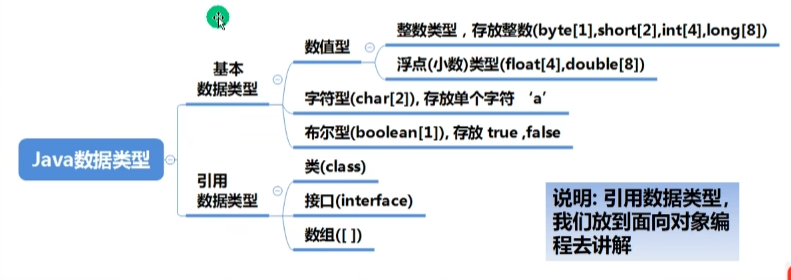 整数类型，存放整数(byte[1],short[2],int[4],long[8])
数值型
浮点(小数)类型(float[4],double[8])
基本
数据类型
字符型(char[2]), 存放单个字符 ‘a’
布尔型(boolean[1]), 存放 true ,false
Java数据类型
类(class)
引用
数据类型
接口(interface)
数组([ ])
说明: 引用数据类型，
我们放到面向对象编
程去讲解